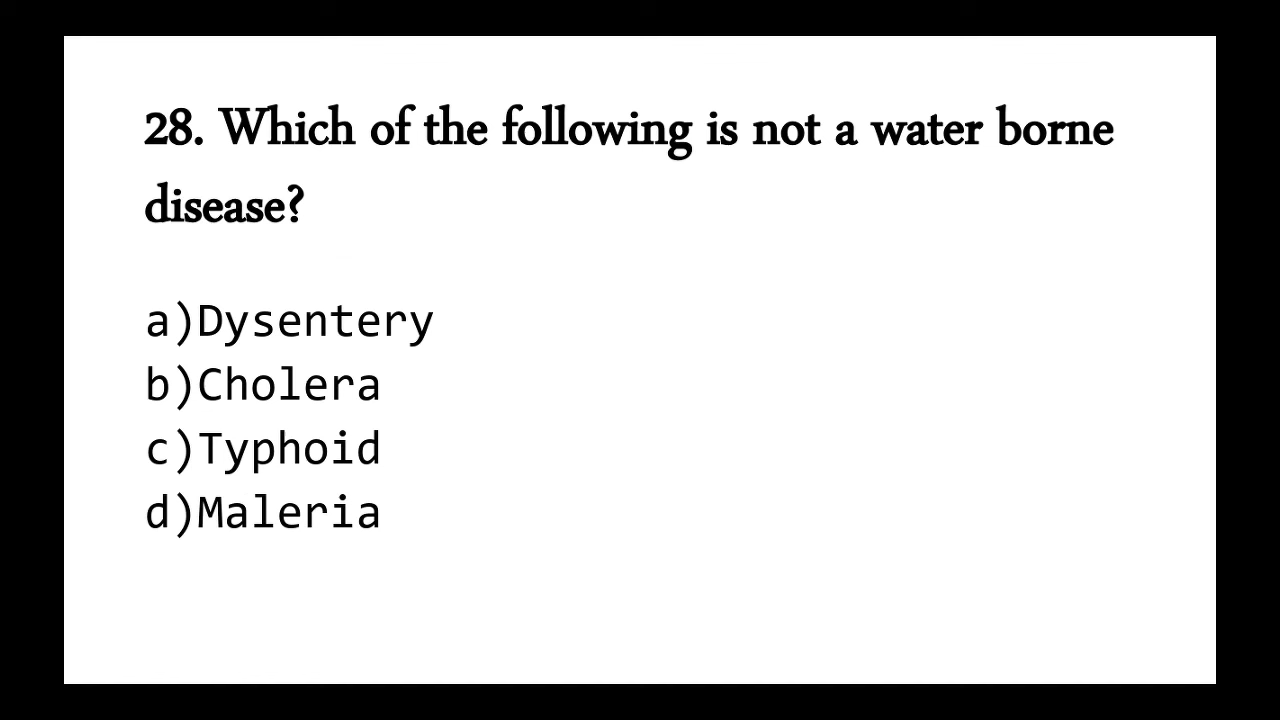 28. Which of the following is not a water borne
disease?
a)Dysentery
b)Cholera
c)Typhoid
d)Maleria